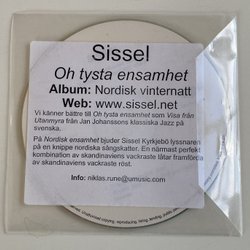 Sissel
Oh tysta ensamhet
Album: Nordisk vinternatt
Web: www.sissel.net
Vi känner bättre till Oh tysta ensamhet som Visa från
Utanmyra från Jan Johanssons klassiska Jazz på
svenska.
På Nordisk ensamhet bjuder Sissel Kyrkjebö lyssnaren
på en knippe nordiska sångskatter. En närmast perfekt
kombination av skandinaviens vackraste låtar framförda
av skandinaviens vackraste röst.
Info: niklas.rune@umusic.com